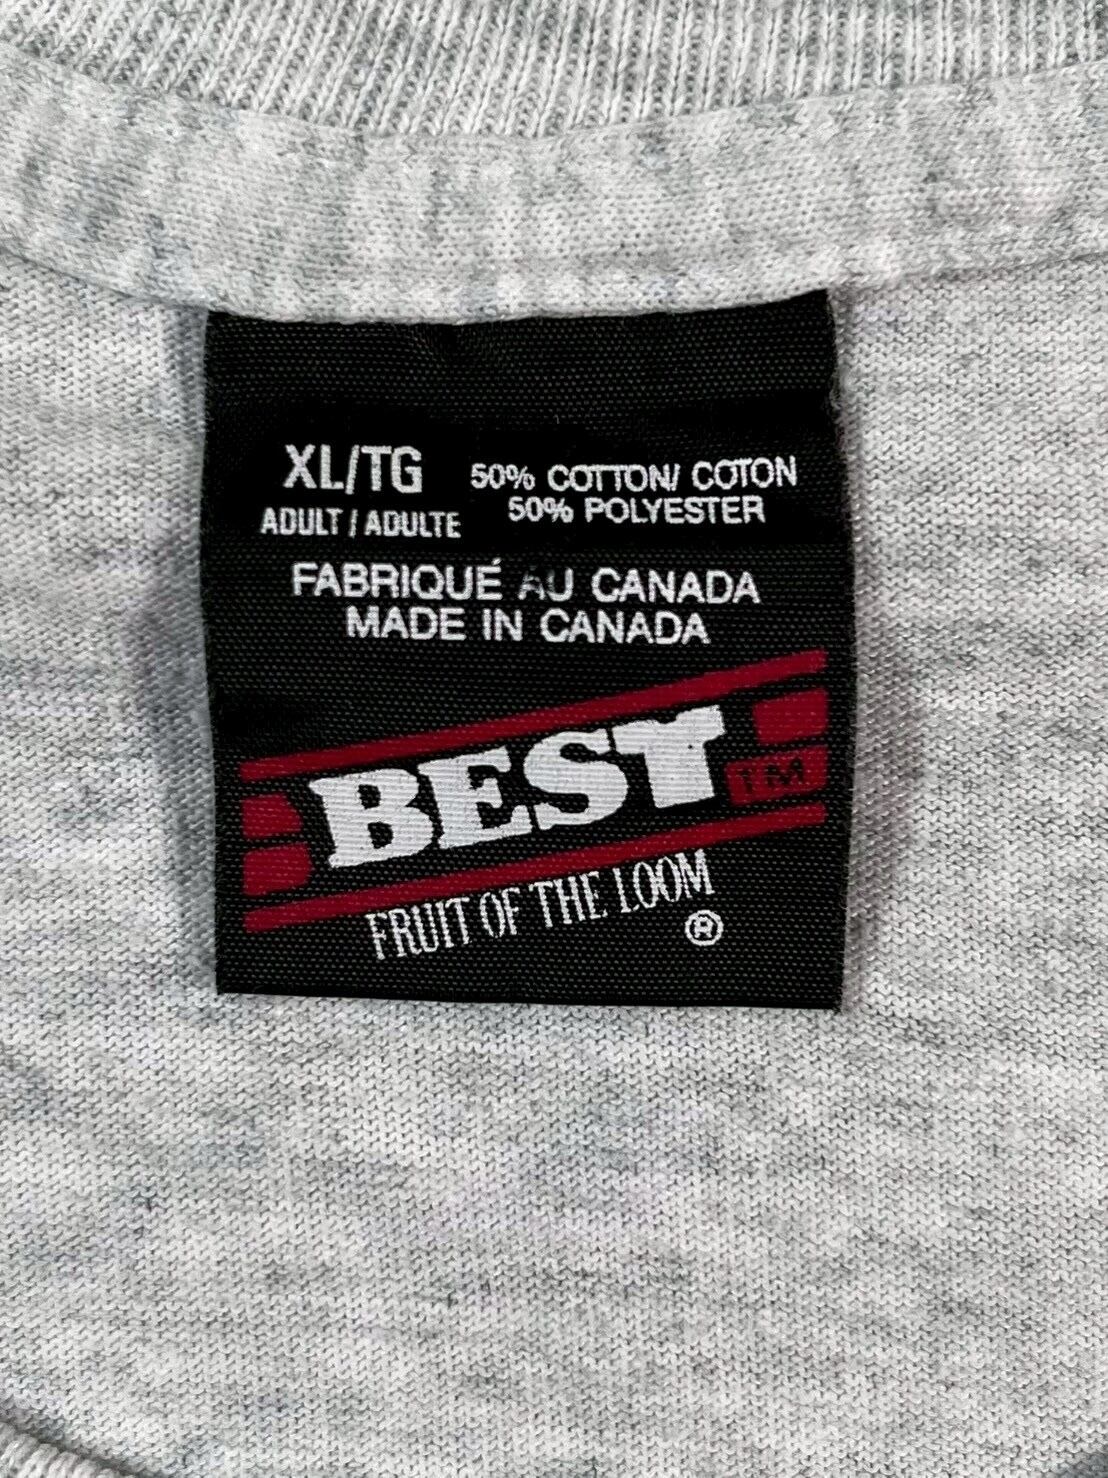 XL/TG
ADULT / ADULTE
50% COTTON/ COTON
50% POLYESTER
FABRIQUÉ AU CANADA
MADE IN CANADA
BEST
TM
FRUIT OF THE LOOM
®